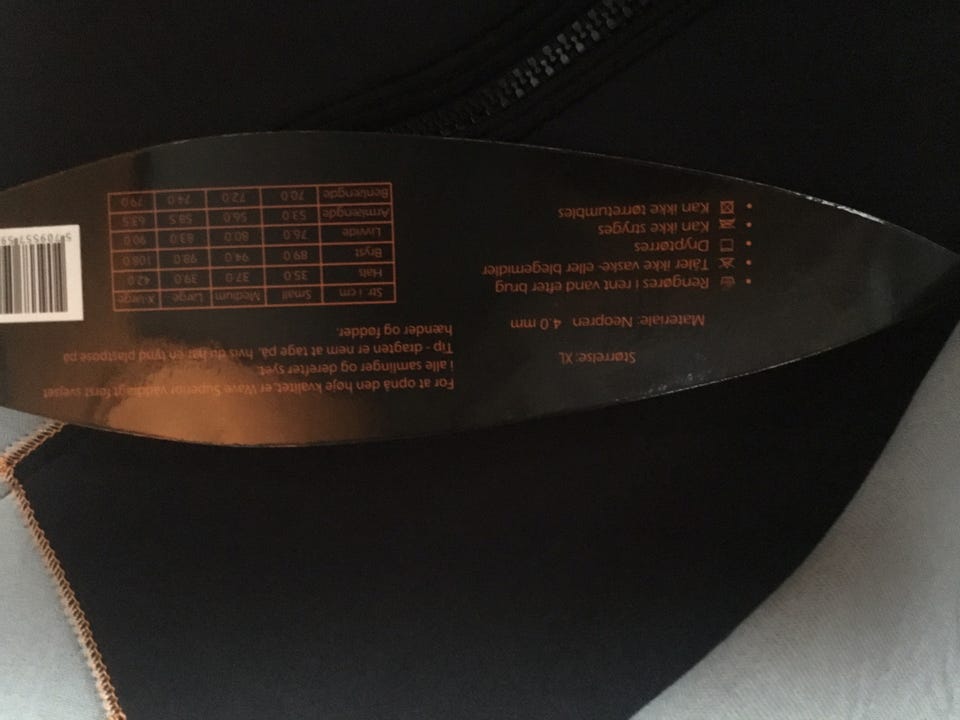 Størrelse: XL
Materiale: Neopren 4.0 mm
• Rengøres i rent vand efter brug
• Tåler ikke vaske- eller blegemidler
• Dryptørres
• Kan ikke stryges
• Kan ikke tørretumbles
For at opnå den høje kvalitet er Wave Superior våddragt først svejset
i alle samlinger og derefter syet.
Tip - dragten er nem at tage på, hvis du har en tynd plastpose på
hænder og fødder.
Str i cm Small Medium Large X-large
Hals 35.0 37.0 39.0 42.0
Bryst 89.0 94.0 98.0 108.0
Livvide 76.0 80.0 83.0 90.0
Armlængde 53.0 56.0 58.5 63.5
Benlængde 70.0 72.0 74.0 79.0